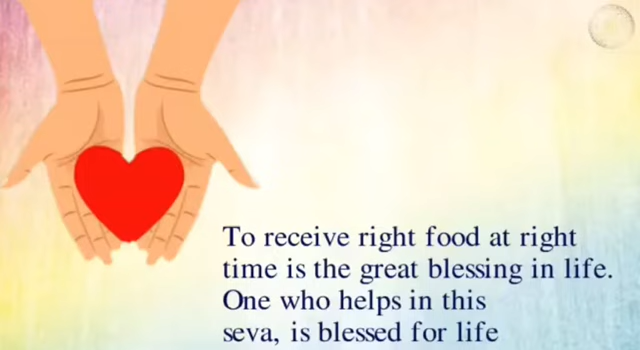 To receive right food at right
time is the great blessing in life.
One who helps in this
seva, is blessed for life